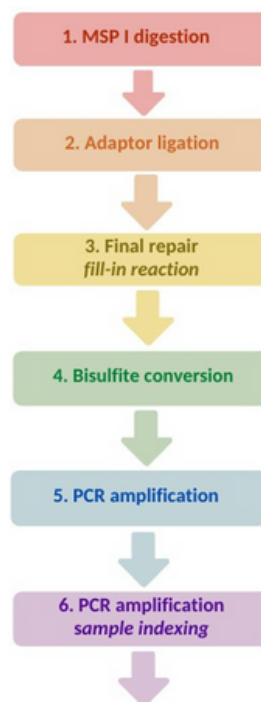 1. MSP I digestion
2. Adaptor ligation
3. Final repair
fill-in reaction
4. Bisulfite conversion
5. PCR amplification
6. PCR amplification
sample indexing